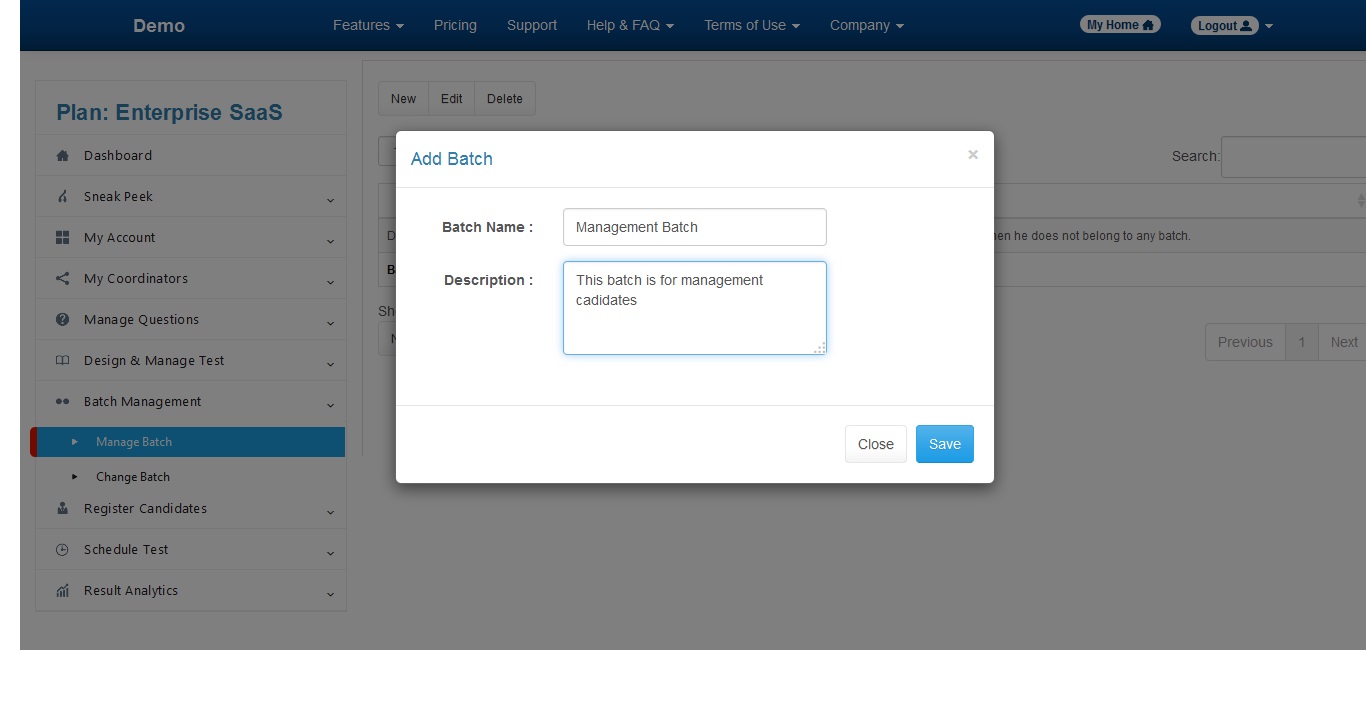 Demo Features Pricing Support Help & FAQ Terms of Use Company My Home Logout
Plan: Enterprise SaaS
Dashboard
Sneak Peek
My Account
My Coordinators
Manage Questions
Design & Manage Test
Batch Management
Manage Batch
Change Batch
Register Candidates
Schedule Test
Result Analytics
New Edit Delete
Search:
he does not belong to any batch.
Previous 1 Next
Add Batch ×
Batch Name : Management Batch
Description : This batch is for management
cadidates
Close Save